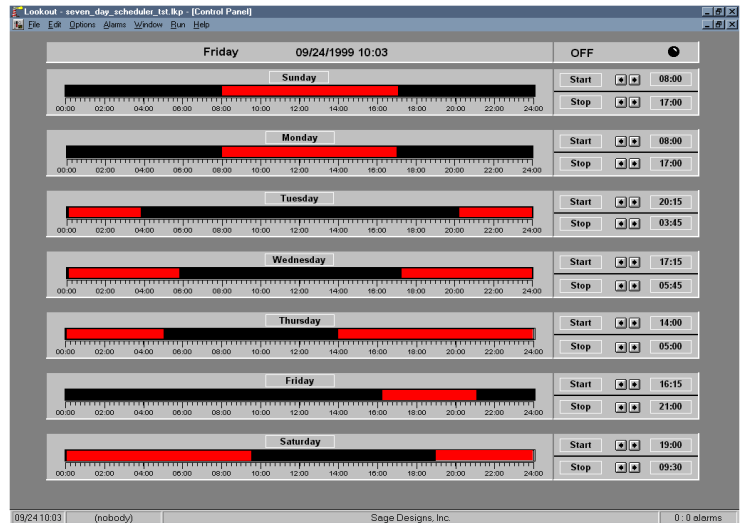 Lookout - seven_day_scheduler_tst.lkp - [Control Panel]
File Edit Options Alarms Window Run Help
Friday 09/24/1999 10:03 OFF
Sunday
Start 08:00
Stop 17:00
00:00 02:00 04:00 06:00 08:00 10:00 12:00 14:00 16:00 18:00 20:00 22:00 24:00
Monday
Start 08:00
Stop 17:00
00:00 02:00 04:00 06:00 08:00 10:00 12:00 14:00 16:00 18:00 20:00 22:00 24:00
Tuesday
Start 20:15
Stop 03:45
00:00 02:00 04:00 06:00 08:00 10:00 12:00 14:00 16:00 18:00 20:00 22:00 24:00
Wednesday
Start 17:15
Stop 05:45
00:00 02:00 04:00 06:00 08:00 10:00 12:00 14:00 16:00 18:00 20:00 22:00 24:00
Thursday
Start 14:00
Stop 05:00
00:00 02:00 04:00 06:00 08:00 10:00 12:00 14:00 16:00 18:00 20:00 22:00 24:00
Friday
Start 16:15
Stop 21:00
00:00 02:00 04:00 06:00 08:00 10:00 12:00 14:00 16:00 18:00 20:00 22:00 24:00
Saturday
Start 19:00
Stop 09:30
00:00 02:00 04:00 06:00 08:00 10:00 12:00 14:00 16:00 18:00 20:00 22:00 24:00
09/24 10:03 (nobody) Sage Designs, Inc. 0 : 0 alarms